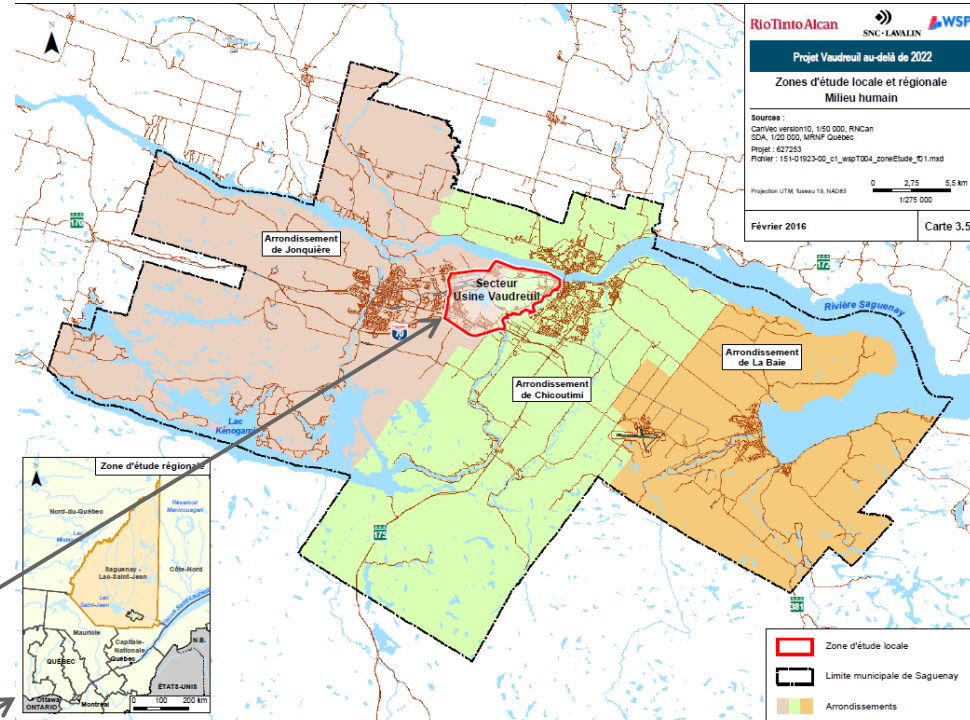 RioTintoAlcan
SNC·LAVALIN
WSP
Projet Vaudreuil au-delà de 2022
Zones d'étude locale et régionale
Milieu humain
Sources :
CanVec version10, 1/50 000, RNCan
SDA, 1/20 000, MRNF Québec
Projet : 627253
Fichier : 151-01923-00_c1_wspT004_zoneEtude_f01.mxd
Projection UTM, fuseau 19, NAD83
0 2,75 5,5 km
1/275 000
Février 2016
Carte 3.5
N
170
Arrondissement
de Jonquière
Secteur
Usine Vaudreuil
70
172
Rivière Saguenay
Arrondissement
de La Baie
Arrondissement
de Chicoutimi
Lac
Kénogami
175
381
Zone d'étude régionale
N
Nord-du-Québec
Réservoir
Manicouagan
Lac
Saguenay -
Lac-Saint-Jean
Côte-Nord
Lac
Saint-Jean
Mauricie
Capitale-
Nationale
Québec
N.B.
QUÉBEC
ÉTATS-UNIS
Ottawa
ONTARIO
Montréal
0 100 200 km
Zone d'étude locale
Limite municipale de Saguenay
Arrondissements